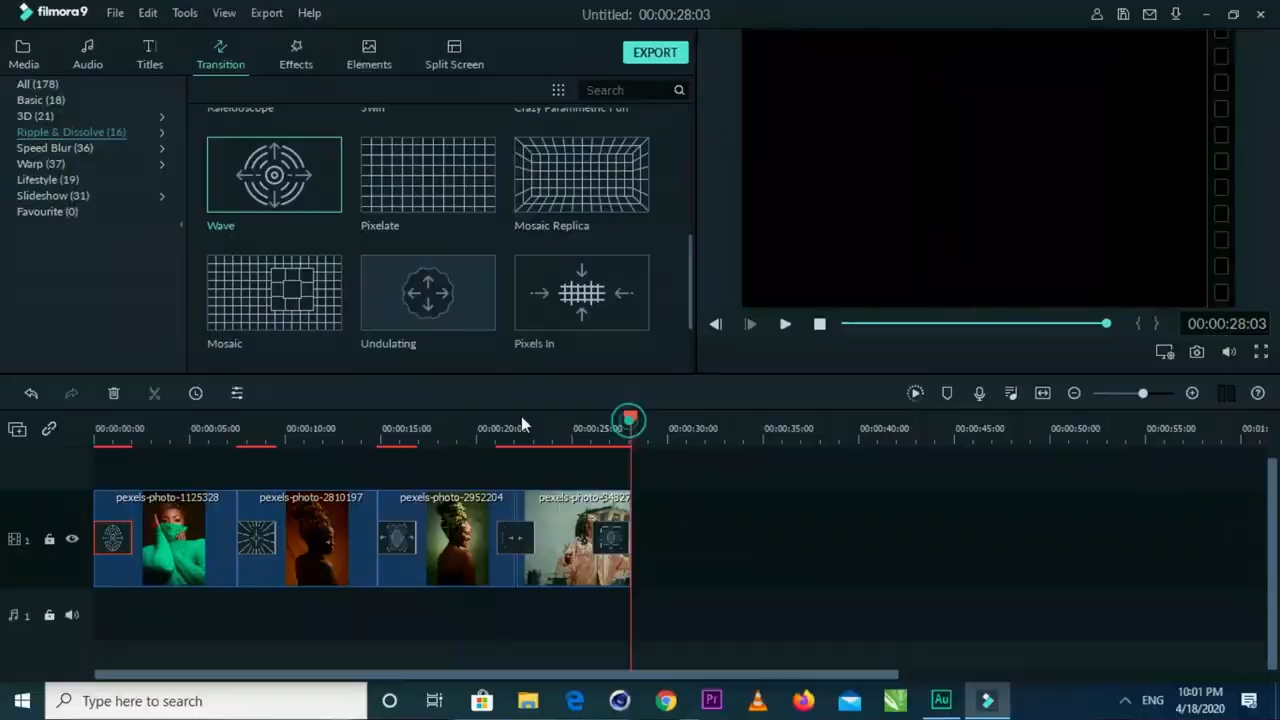 filmora9
File Edit Tools View Export Help
Untitled: 00:00:28:03
Media Audio Titles Transition Effects Elements Split Screen
EXPORT
All (178)
Basic (18)
3D (21)
Ripple & Dissolve (16)
Speed Blur (36)
Warp (37)
Lifestyle (19)
Slideshow (31)
Favourite (0)
Search
Kaleidoscope Swirl Crazy Parametric Fun
Wave Pixelate Mosaic Replica
Mosaic Undulating Pixels In
00:00:28:03
00:00:00:00 00:00:05:00 00:00:10:00 00:00:15:00 00:00:20:00 00:00:25:00 00:00:30:00 00:00:35:00 00:00:40:00 00:00:45:00 00:00:50:00 00:00:55:00 00:01:
pexels-photo-1125328 pexels-photo-2810197 pexels-photo-2952204 pexels-photo-34827
1
1
Type here to search
Pr
Au
ENG
10:01 PM
4/18/2020